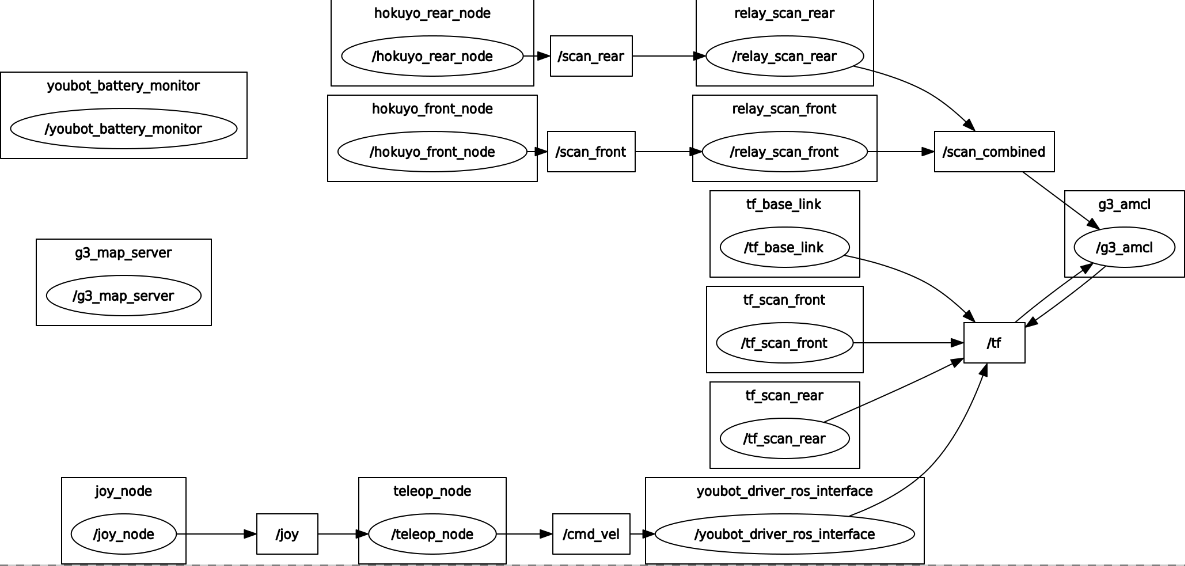 hokuyo_rear_node
/hokuyo_rear_node
/scan_rear
relay_scan_rear
/relay_scan_rear
youbot_battery_monitor
/youbot_battery_monitor
hokuyo_front_node
/hokuyo_front_node
/scan_front
relay_scan_front
/relay_scan_front
/scan_combined
tf_base_link
/tf_base_link
g3_amcl
/g3_amcl
g3_map_server
/g3_map_server
tf_scan_front
/tf_scan_front
/tf
tf_scan_rear
/tf_scan_rear
joy_node
/joy_node
/joy
teleop_node
/teleop_node
/cmd_vel
youbot_driver_ros_interface
/youbot_driver_ros_interface